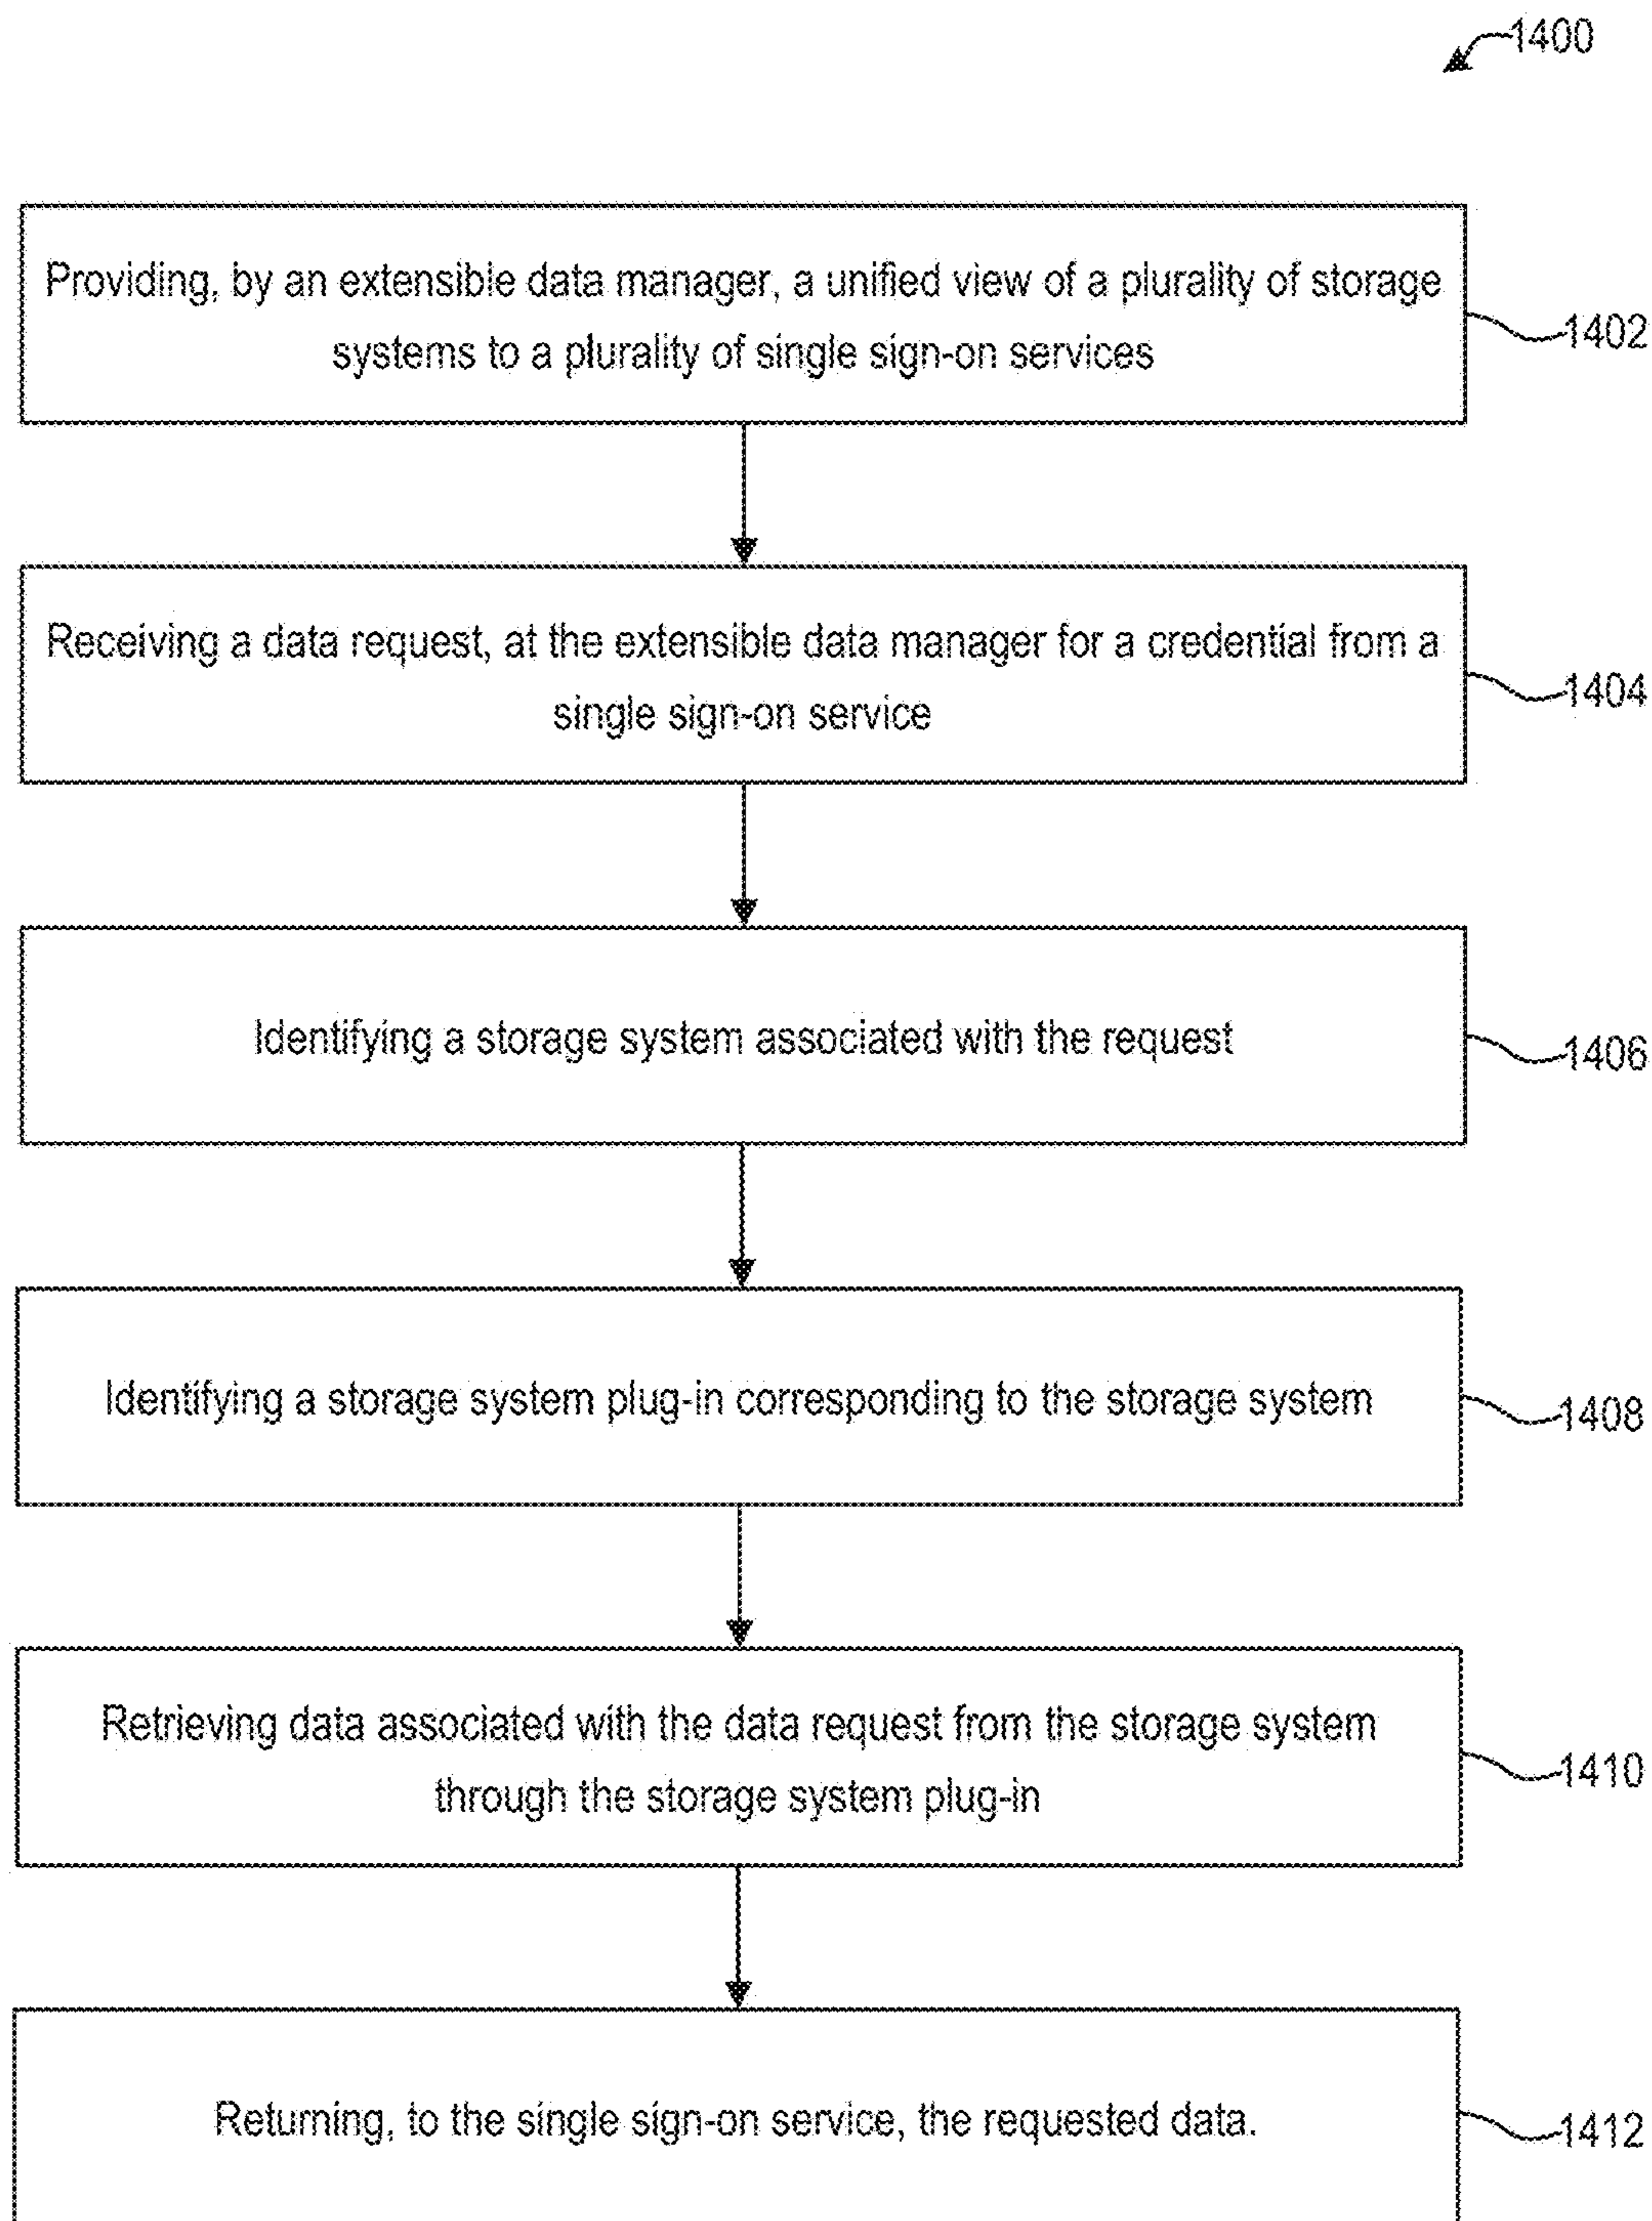 1400
Providing, by an extensible data manager, a unified view of a plurality of storage
systems to a plurality of single sign-on services
1402
Receiving a data request, at the extensible data manager for a credential from a
single sign-on service
1404
Identifying a storage system associated with the request
1406
Identifying a storage system plug-in corresponding to the storage system
1408
Retrieving data associated with the data request from the storage system
through the storage system plug-in
1410
Returning, to the single sign-on service, the requested data.
1412